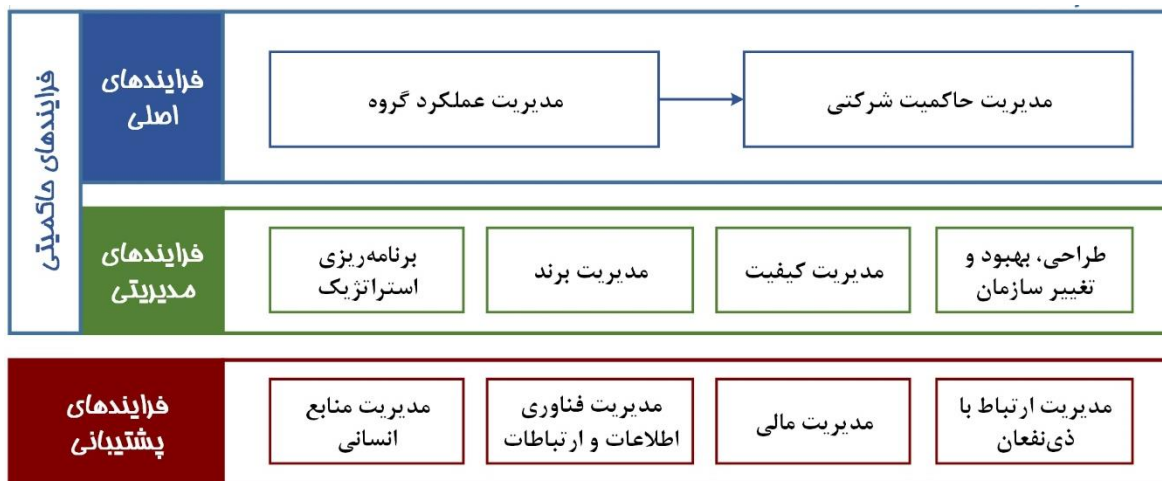 فرایندهای حاکمیتی
فرایندهای
اصلی
مدیریت عملکرد گروه
مدیریت حاکمیت شرکتی
فرایندهای
مدیریتی
برنامه‌ریزی
استراتژیک
مدیریت برند
مدیریت کیفیت
طراحی، بهبود و
تغییر سازمان
فرایندهای
پشتیبانی
مدیریت منابع
انسانی
مدیریت فناوری
اطلاعات و ارتباطات
مدیریت مالی
مدیریت ارتباط با
ذی‌نفعان